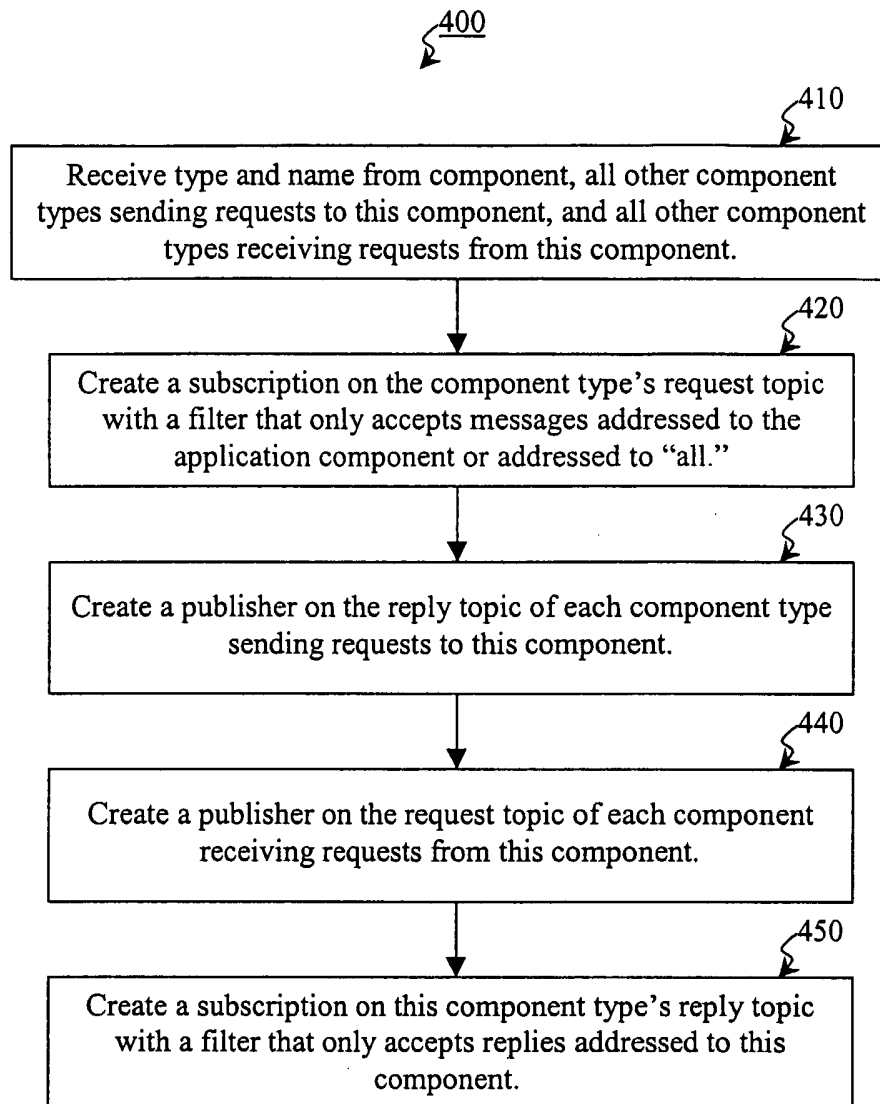 400
410
Receive type and name from component, all other component
types sending requests to this component, and all other component
types receiving requests from this component.
420
Create a subscription on the component type's request topic
with a filter that only accepts messages addressed to the
application component or addressed to “all.”
430
Create a publisher on the reply topic of each component type
sending requests to this component.
440
Create a publisher on the request topic of each component
receiving requests from this component.
450
Create a subscription on this component type's reply topic
with a filter that only accepts replies addressed to this
component.